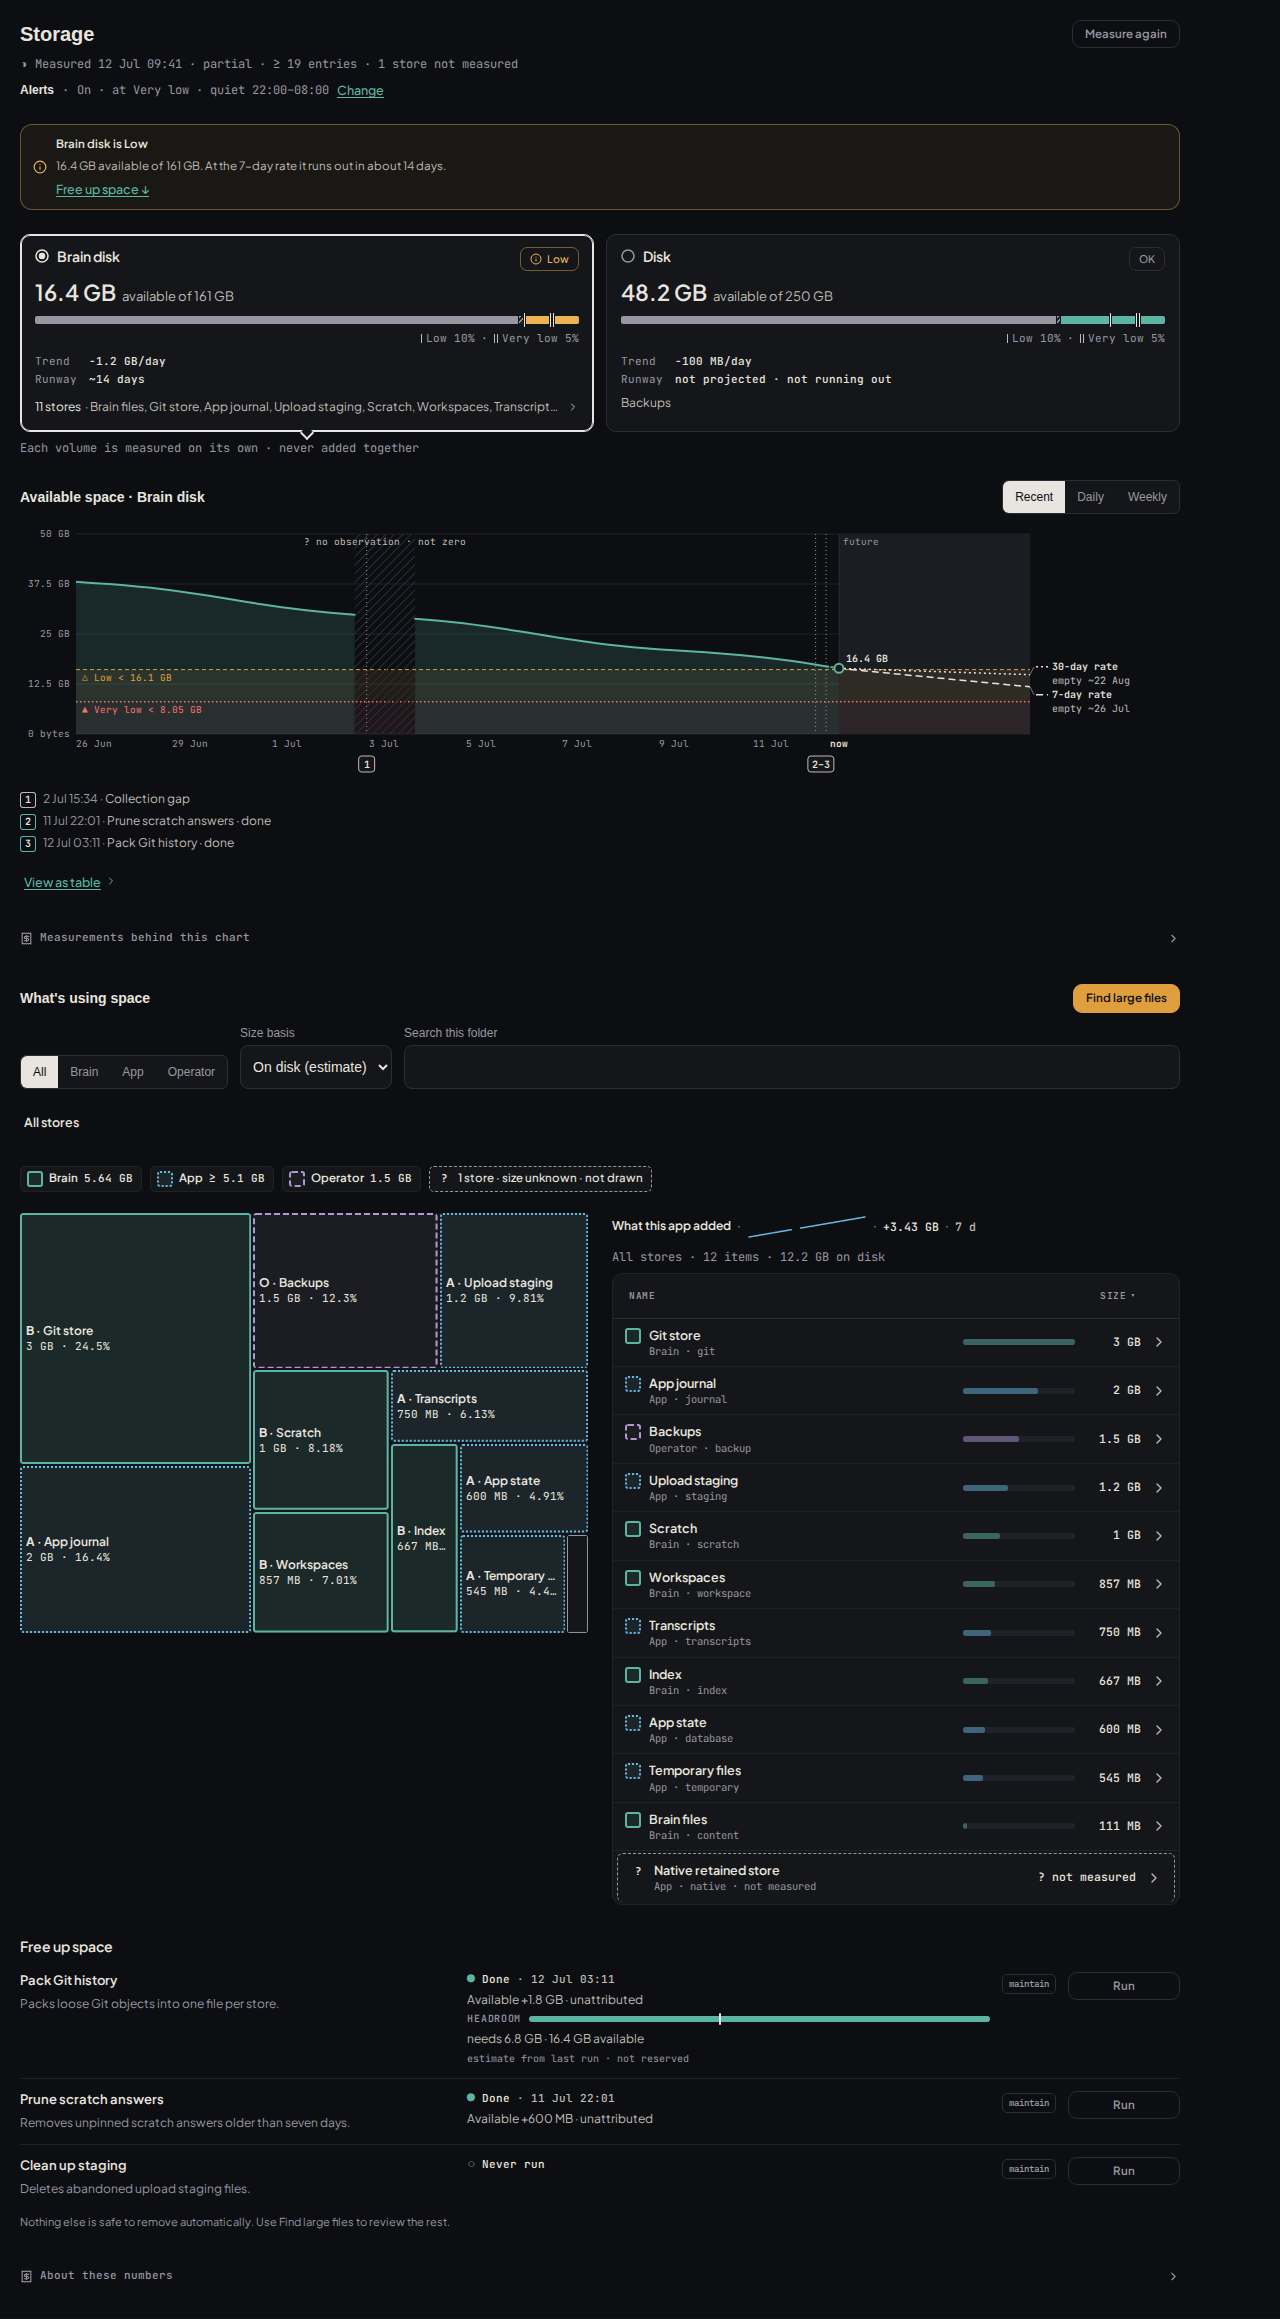 Storage
Measure again
Measured 12 Jul 09:41 · partial · ≥ 19 entries · 1 store not measured
Alerts · On · at Very low · quiet 22:00–08:00 Change
Brain disk is Low
16.4 GB available of 161 GB. At the 7-day rate it runs out in about 14 days.
Free up space ↓
Brain disk
Low
16.4 GB available of 161 GB
Low 10% · Very low 5%
Trend -1.2 GB/day
Runway ~14 days
11 stores · Brain files, Git store, App journal, Upload staging, Scratch, Workspaces, Transcript…
Disk
OK
48.2 GB available of 250 GB
Low 10% · Very low 5%
Trend -100 MB/day
Runway not projected · not running out
Backups
Each volume is measured on its own · never added together
Available space · Brain disk
Recent Daily Weekly
50 GB
? no observation · not zero
future
37.5 GB
25 GB
16.4 GB
30-day rate
empty ~22 Aug
7-day rate
empty ~26 Jul
△ Low < 16.1 GB
12.5 GB
▲ Very low < 8.05 GB
0 bytes
26 Jun 29 Jun 1 Jul 3 Jul 5 Jul 7 Jul 9 Jul 11 Jul now
1
2–3
1 2 Jul 15:34 · Collection gap
2 11 Jul 22:01 · Prune scratch answers · done
3 12 Jul 03:11 · Pack Git history · done
View as table
Measurements behind this chart
What's using space
Find large files
Size basis
Search this folder
All Brain App Operator
On disk (estimate)
All stores
Brain 5.64 GB
App ≥ 5.1 GB
Operator 1.5 GB
? 1 store · size unknown · not drawn
B · Git store
3 GB · 24.5%
O · Backups
1.5 GB · 12.3%
A · Upload staging
1.2 GB · 9.81%
A · App journal
2 GB · 16.4%
B · Scratch
1 GB · 8.18%
A · Transcripts
750 MB · 6.13%
B · Workspaces
857 MB · 7.01%
B · Index
667 MB…
A · App state
600 MB · 4.91%
A · Temporary …
545 MB · 4.4…
What this app added · · +3.43 GB · 7 d
All stores · 12 items · 12.2 GB on disk
NAME SIZE
Git store
Brain · git
3 GB
App journal
App · journal
2 GB
Backups
Operator · backup
1.5 GB
Upload staging
App · staging
1.2 GB
Scratch
Brain · scratch
1 GB
Workspaces
Brain · workspace
857 MB
Transcripts
App · transcripts
750 MB
Index
Brain · index
667 MB
App state
App · database
600 MB
Temporary files
App · temporary
545 MB
Brain files
Brain · content
111 MB
? Native retained store
App · native · not measured
? not measured
Free up space
Pack Git history
Packs loose Git objects into one file per store.
Done · 12 Jul 03:11
Available +1.8 GB · unattributed
HEADROOM
needs 6.8 GB · 16.4 GB available
estimate from last run · not reserved
maintain
Run
Prune scratch answers
Removes unpinned scratch answers older than seven days.
Done · 11 Jul 22:01
Available +600 MB · unattributed
maintain
Run
Clean up staging
Deletes abandoned upload staging files.
Never run
maintain
Run
Nothing else is safe to remove automatically. Use Find large files to review the rest.
About these numbers